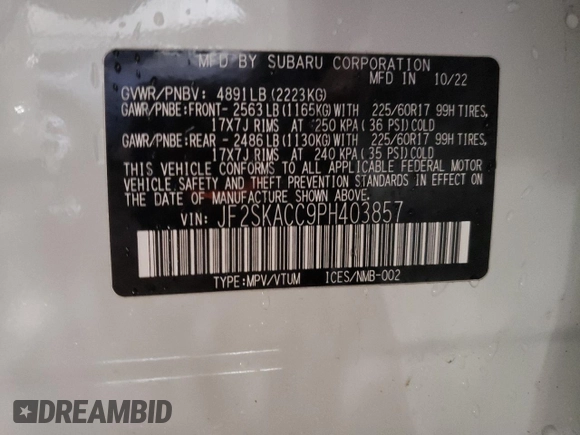 MFD BY SUBARU CORPORATION
MFD IN 10/22
GVWR/PNBV: 4891LB(2223KG)
GAWR/PNBE:FRONT- 2563LB(1165KG)WITH 225/60R17 99H TIRES,
17X7J RIMS AT 250 KPA(36 PSI)COLD
GAWR/PNBE:REAR - 2486LB(1130KG)WITH 225/60R17 99H TIRES,
17X7J RIMS AT 240 KPA(35 PSI)COLD
THIS VEHICLE CONFORMS TO ALL APPLICABLE FEDERAL MOTOR
VEHICLE SAFETY AND THEFT PREVENTION STANDARDS IN EFFECT ON
THE DATE OF MANUFACTURE SHOWN ABOVE.
VIN: JF2SKACC9PH403857
TYPE:MPV/VTUM ICES/NMB-002
DREAMBID